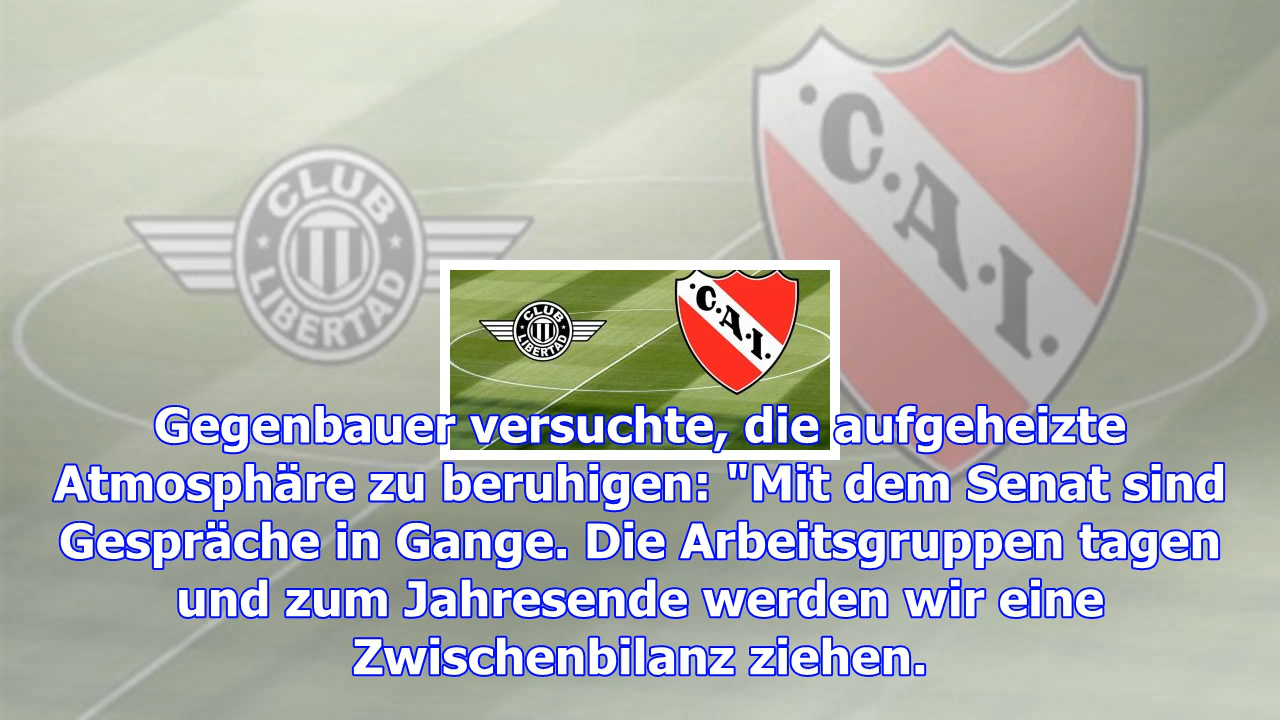 CLUB
LIBERTAD
C.A.I.
CLUB
LIBERTAD
C.A.I.
Gegenbauer versuchte, die aufgeheizte
Atmosphäre zu beruhigen: "Mit dem Senat sind
Gespräche in Gange. Die Arbeitsgruppen tagen
und zum Jahresende werden wir eine
Zwischenbilanz ziehen.